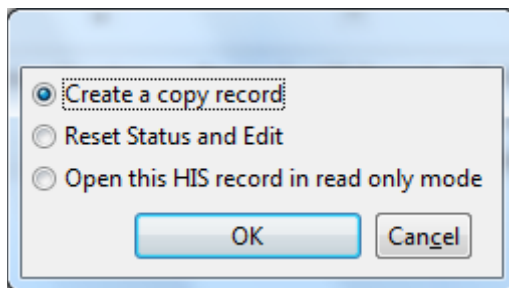 Create a copy record
Reset Status and Edit
Open this HIS record in read only mode
OK Cancel